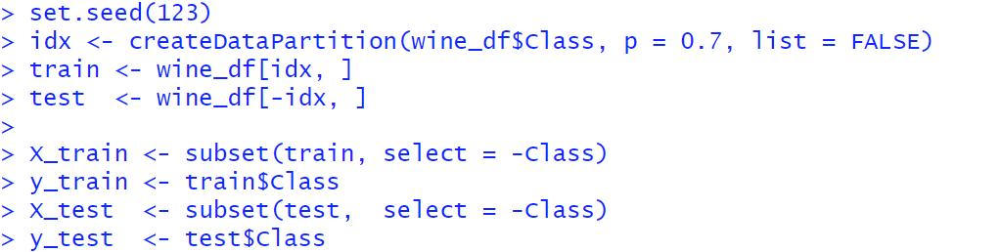 > set.seed(123)
> idx <- createDataPartition(wine_df$Class, p = 0.7, list = FALSE)
> train <- wine_df[idx, ]
> test  <- wine_df[-idx, ]
>
> X_train <- subset(train, select = -Class)
> y_train <- train$Class
> X_test  <- subset(test,  select = -Class)
> y_test  <- test$Class